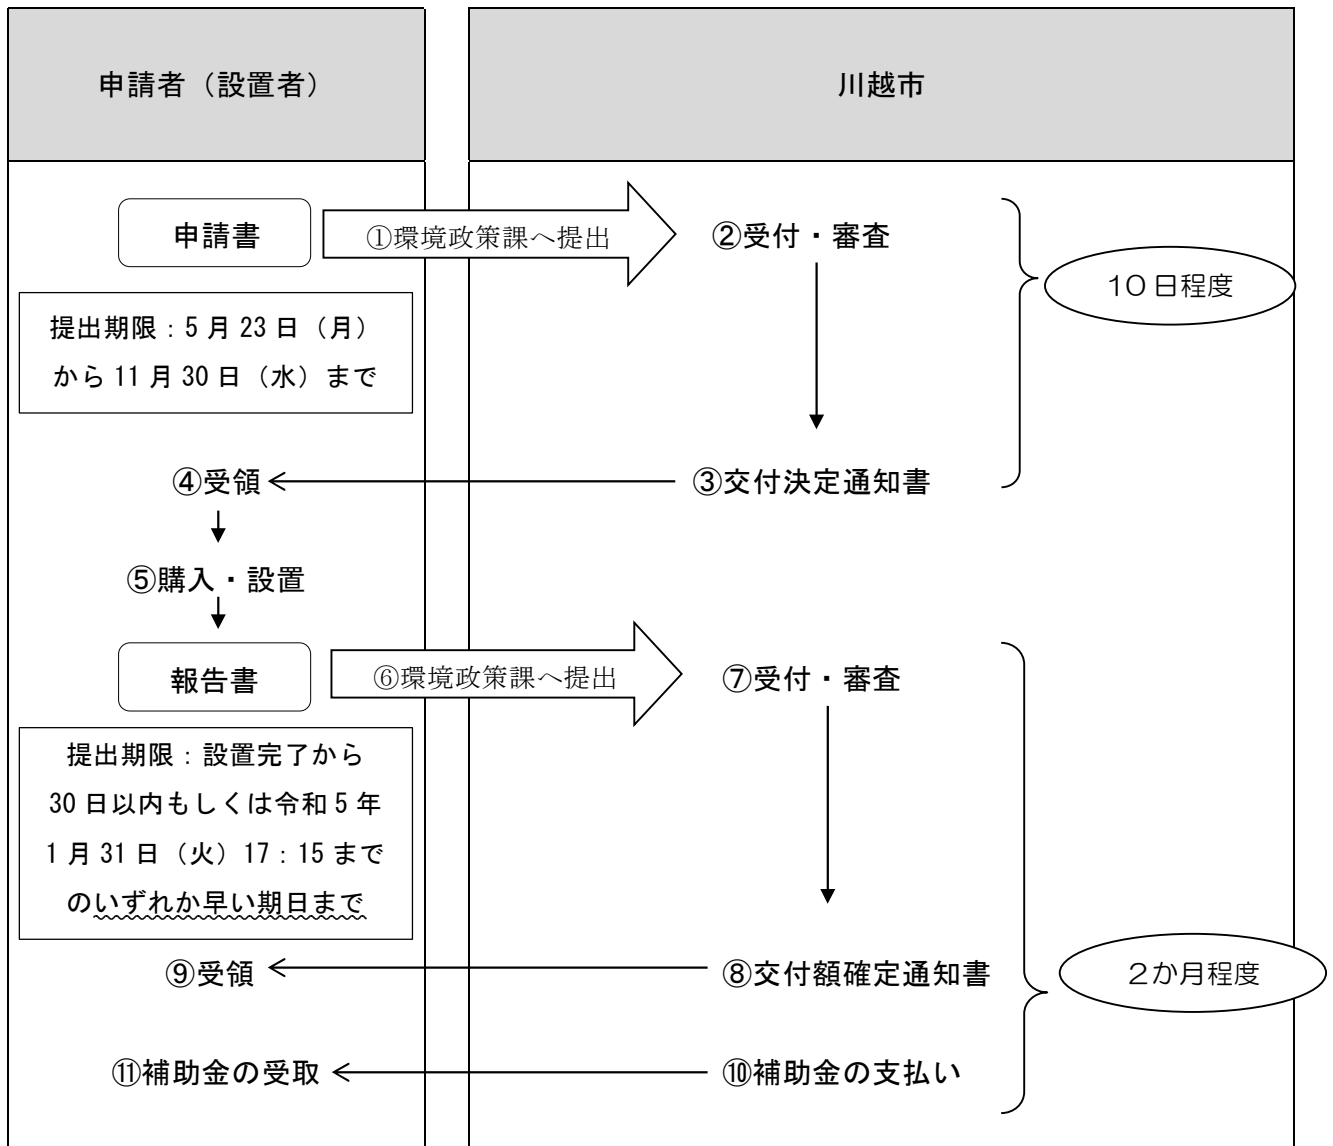 申請者（設置者）
川越市
申請書
①環境政策課へ提出
②受付・審査
10日程度
提出期限：5月23日（月）
から11月30日（水）まで
④受領
③交付決定通知書
⑤購入・設置
報告書
⑥環境政策課へ提出
⑦受付・審査
提出期限：設置完了から
30日以内もしくは令和5年
1月31日（火）17：15まで
のいずれか早い期日まで
⑨受領
⑧交付額確定通知書
2か月程度
⑪補助金の受取
⑩補助金の支払い